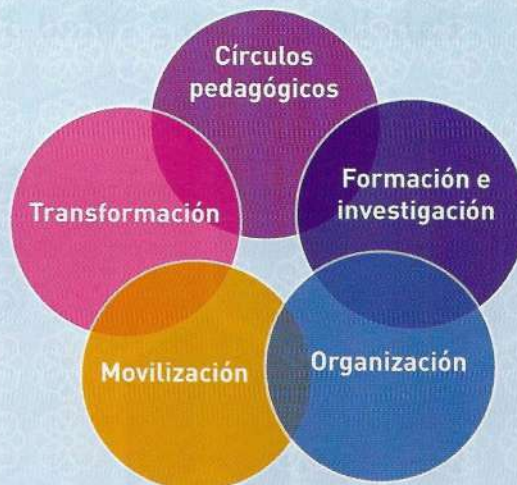 Círculos
pedagógicos
Formación e
investigación
Organización
Movilización
Transformación